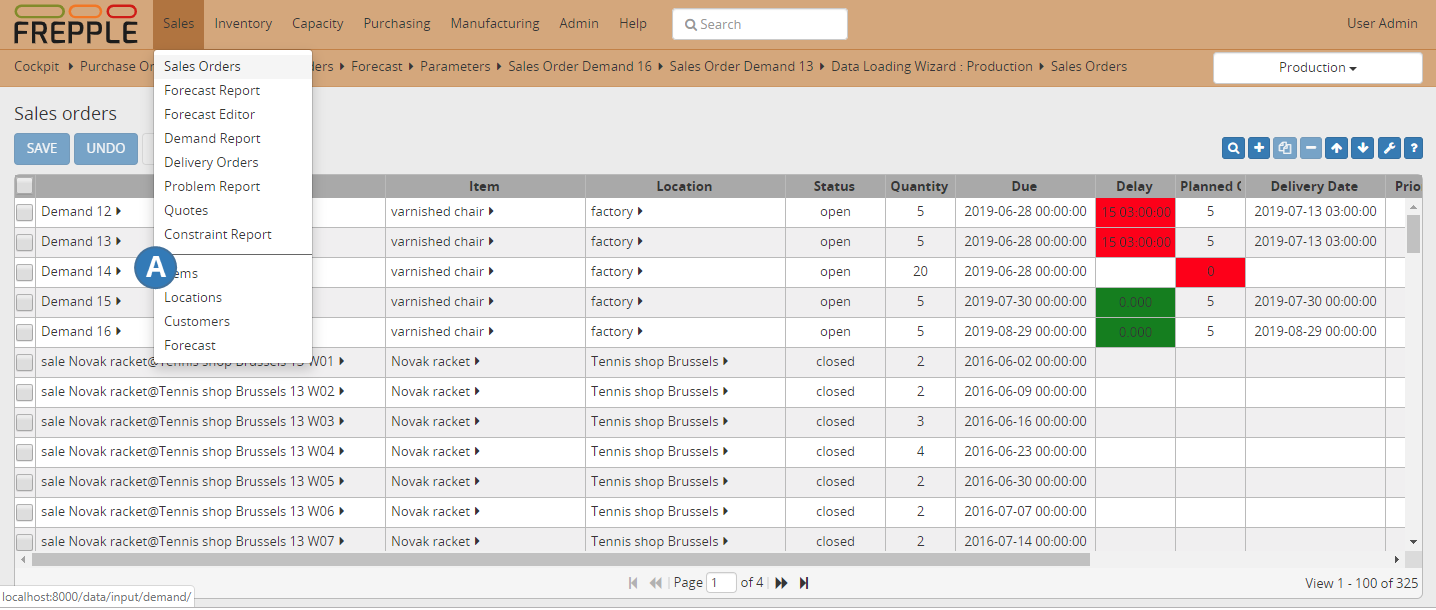 FREPPLE
Sales Inventory Capacity Purchasing Manufacturing Admin Help Search User Admin
Cockpit Purchase Or ders Forecast Parameters Sales Order Demand 16 Sales Order Demand 13 Data Loading Wizard : Production Sales Orders Production
Sales Orders
Forecast Report
Forecast Editor
Demand Report
Delivery Orders
Problem Report
Quotes
Constraint Report
A
ems
Locations
Customers
Forecast
Sales orders
SAVE UNDO
?
Item Location Status Quantity Due Delay Planned Q Delivery Date Prio
Demand 12 varnished chair factory open 5 2019-06-28 00:00:00 15 03:00:00 5 2019-07-13 03:00:00
Demand 13 varnished chair factory open 5 2019-06-28 00:00:00 15 03:00:00 5 2019-07-13 03:00:00
Demand 14 varnished chair factory open 20 2019-06-28 00:00:00 0
Demand 15 varnished chair factory open 5 2019-07-30 00:00:00 0.000 5 2019-07-30 00:00:00
Demand 16 varnished chair factory open 5 2019-08-29 00:00:00 0.000 5 2019-08-29 00:00:00
sale Novak racket@Tennis shop Brussels 13 W01 Novak racket Tennis shop Brussels closed 2 2016-06-02 00:00:00
sale Novak racket@Tennis shop Brussels 13 W02 Novak racket Tennis shop Brussels closed 2 2016-06-09 00:00:00
sale Novak racket@Tennis shop Brussels 13 W03 Novak racket Tennis shop Brussels closed 3 2016-06-16 00:00:00
sale Novak racket@Tennis shop Brussels 13 W04 Novak racket Tennis shop Brussels closed 4 2016-06-23 00:00:00
sale Novak racket@Tennis shop Brussels 13 W05 Novak racket Tennis shop Brussels closed 2 2016-06-30 00:00:00
sale Novak racket@Tennis shop Brussels 13 W06 Novak racket Tennis shop Brussels closed 2 2016-07-07 00:00:00
sale Novak racket@Tennis shop Brussels 13 W07 Novak racket Tennis shop Brussels closed 2 2016-07-14 00:00:00
Page 1 of 4 View 1 - 100 of 325
localhost:8000/data/input/demand/